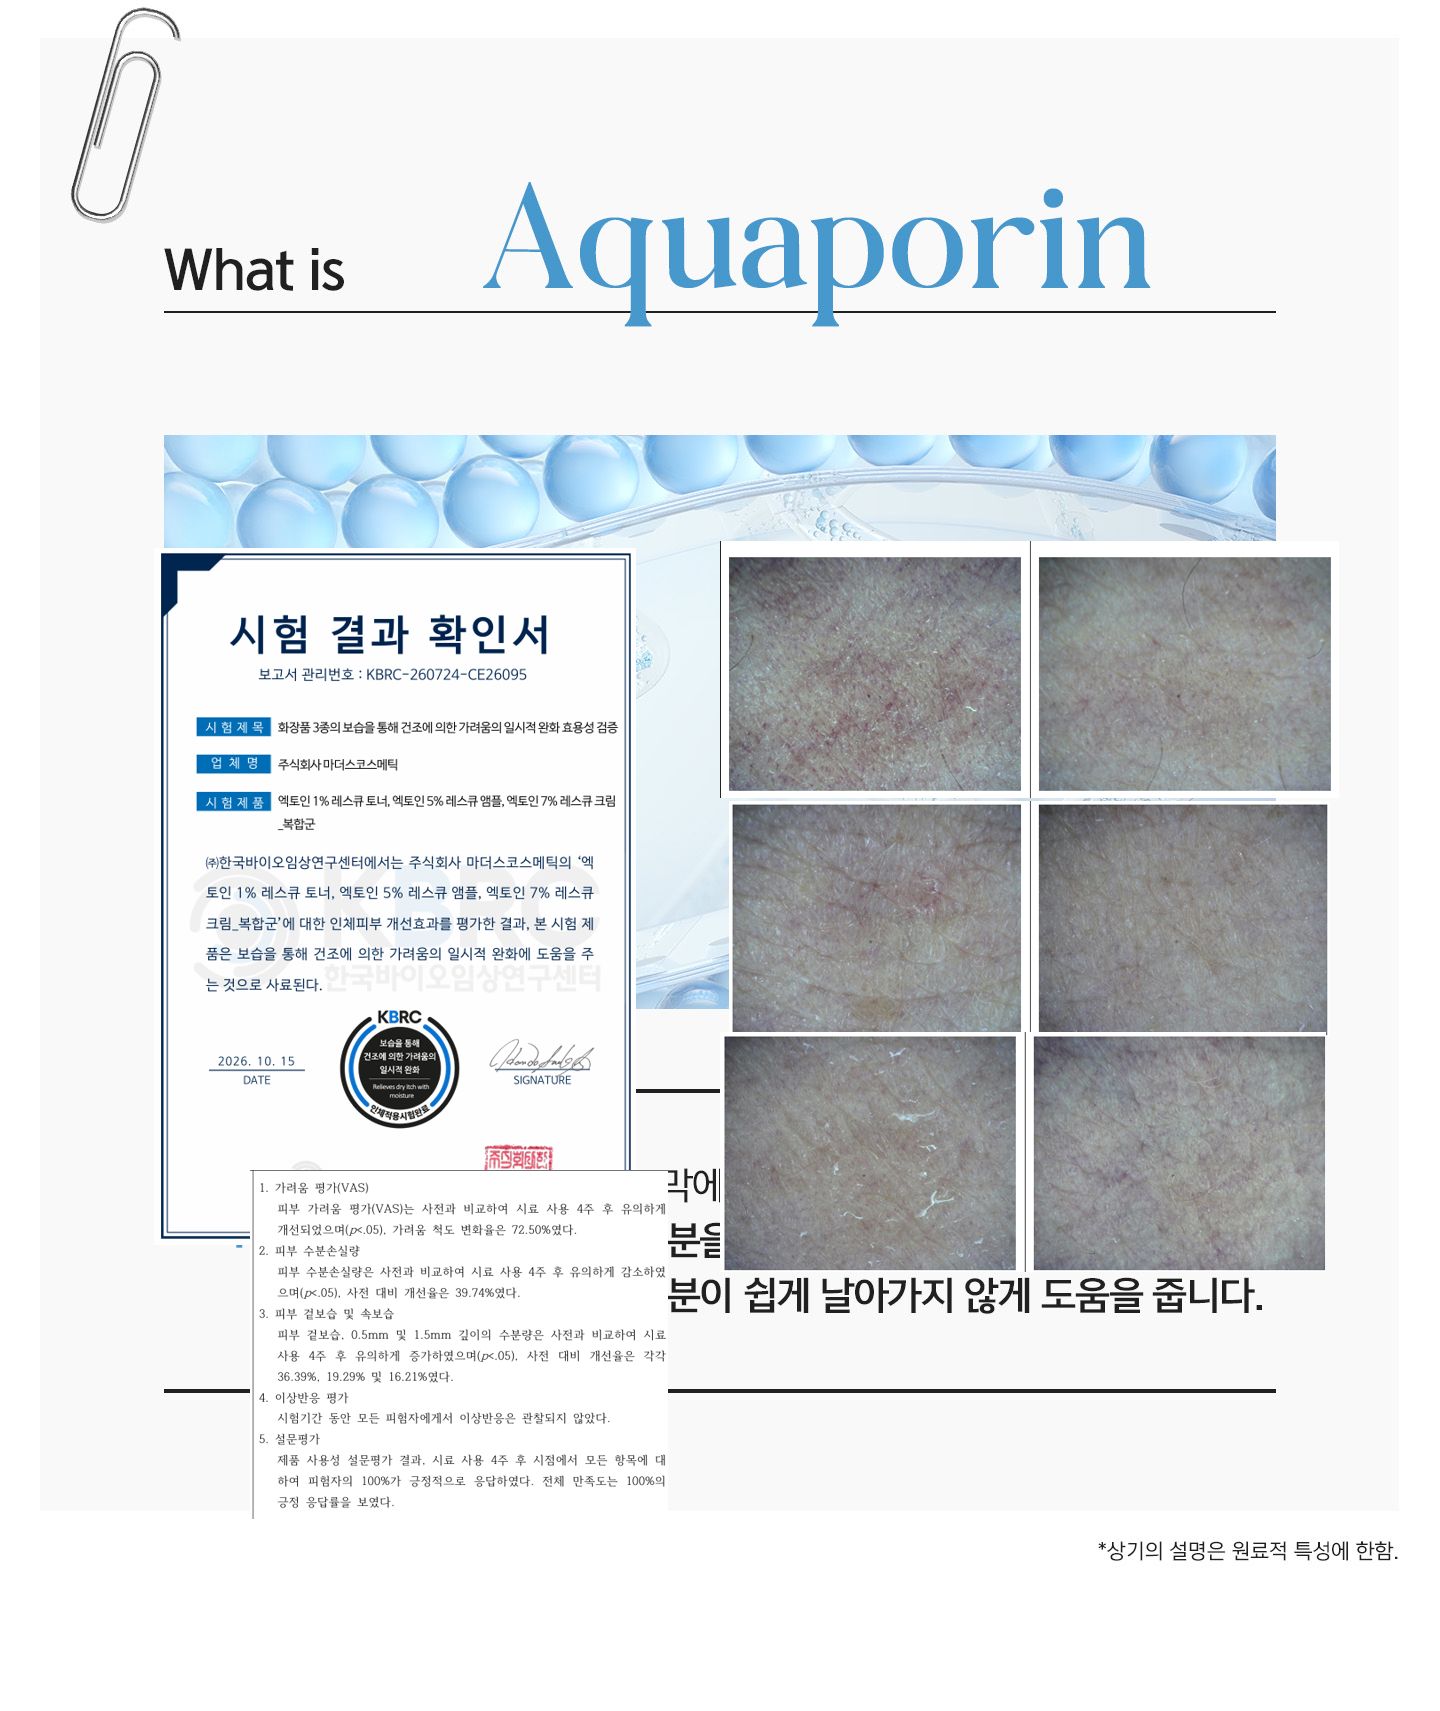 What is Aquaporin
시험 결과 확인서
보고서 관리번호 : KBRC-260724-CE26095
시험제목 화장품 3종의 보습을 통해 건조에 의한 가려움의 일시적 완화 효용성 검증
업체명 주식회사 마더스코스메틱
시험제품 엑토인 1% 레스큐 토너, 엑토인 5% 레스큐 앰플, 엑토인 7% 레스큐 크림
_복합군
㈜한국바이오임상연구센터에서는 주식회사 마더스코스메틱의 ‘엑
토인 1% 레스큐 토너, 엑토인 5% 레스큐 앰플, 엑토인 7% 레스큐
크림_복합군’에 대한 인체피부 개선효과를 평가한 결과, 본 시험 제
품은 보습을 통해 건조에 의한 가려움의 일시적 완화에 도움을 주
는 것으로 사료된다.
KBRC
한국바이오임상연구센터
KBRC
보습을 통해
건조에 의한 가려움의
일시적 완화
Relieves dry itch with
moisture
인체적용시험완료
2026. 10. 15
DATE
SIGNATURE
막에
분을
분이 쉽게 날아가지 않게 도움을 줍니다.
1. 가려움 평가(VAS)
피부 가려움 평가(VAS)는 사전과 비교하여 시료 사용 4주 후 유의하게
개선되었으며(p<.05), 가려움 척도 변화율은 72.50%였다.
2. 피부 수분손실량
피부 수분손실량은 사전과 비교하여 시료 사용 4주 후 유의하게 감소하였
으며(p<.05), 사전 대비 개선율은 39.74%였다.
3. 피부 겉보습 및 속보습
피부 겉보습, 0.5mm 및 1.5mm 깊이의 수분량은 사전과 비교하여 시료
사용 4주 후 유의하게 증가하였으며(p<.05), 사전 대비 개선율은 각각
36.39%, 19.29% 및 16.21%였다.
4. 이상반응 평가
시험기간 동안 모든 피험자에게서 이상반응은 관찰되지 않았다.
5. 설문평가
제품 사용성 설문평가 결과, 시료 사용 4주 후 시점에서 모든 항목에 대
하여 피험자의 100%가 긍정적으로 응답하였다. 전체 만족도는 100%의
긍정 응답률을 보였다.
*상기의 설명은 원료적 특성에 한함.